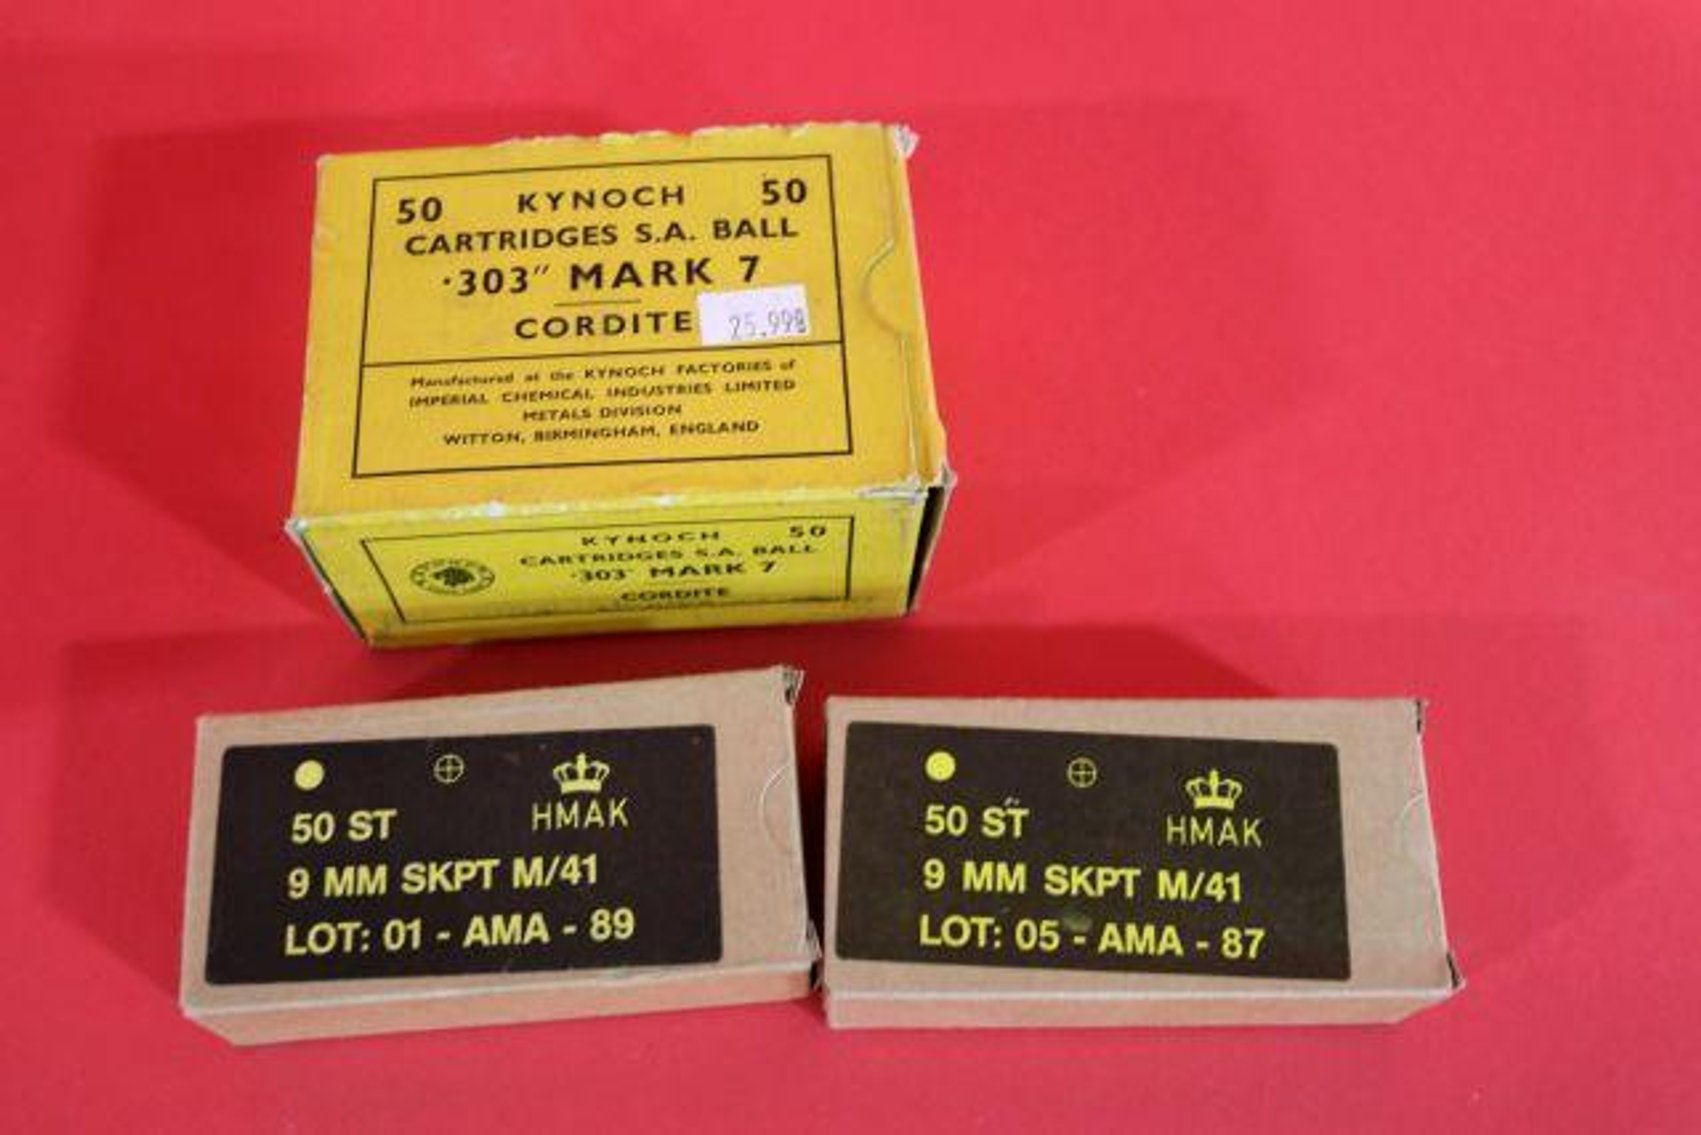 50 KYNOCH 50
CARTRIDGES S.A. BALL
·303" MARK 7
CORDITE
25.99
Manufactured at the KYNOCH FACTORIES of
IMPERIAL CHEMICAL INDUSTRIES LIMITED
METALS DIVISION
WITTON, BIRMINGHAM, ENGLAND
KYNOCH 50
CARTRIDGES S.A. BALL
·303" MARK 7
CORDITE
HMAK
50 ST
9 MM SKPT M/41
LOT: 01 - AMA - 89
HMAK
50 ST
9 MM SKPT M/41
LOT: 05 - AMA - 87